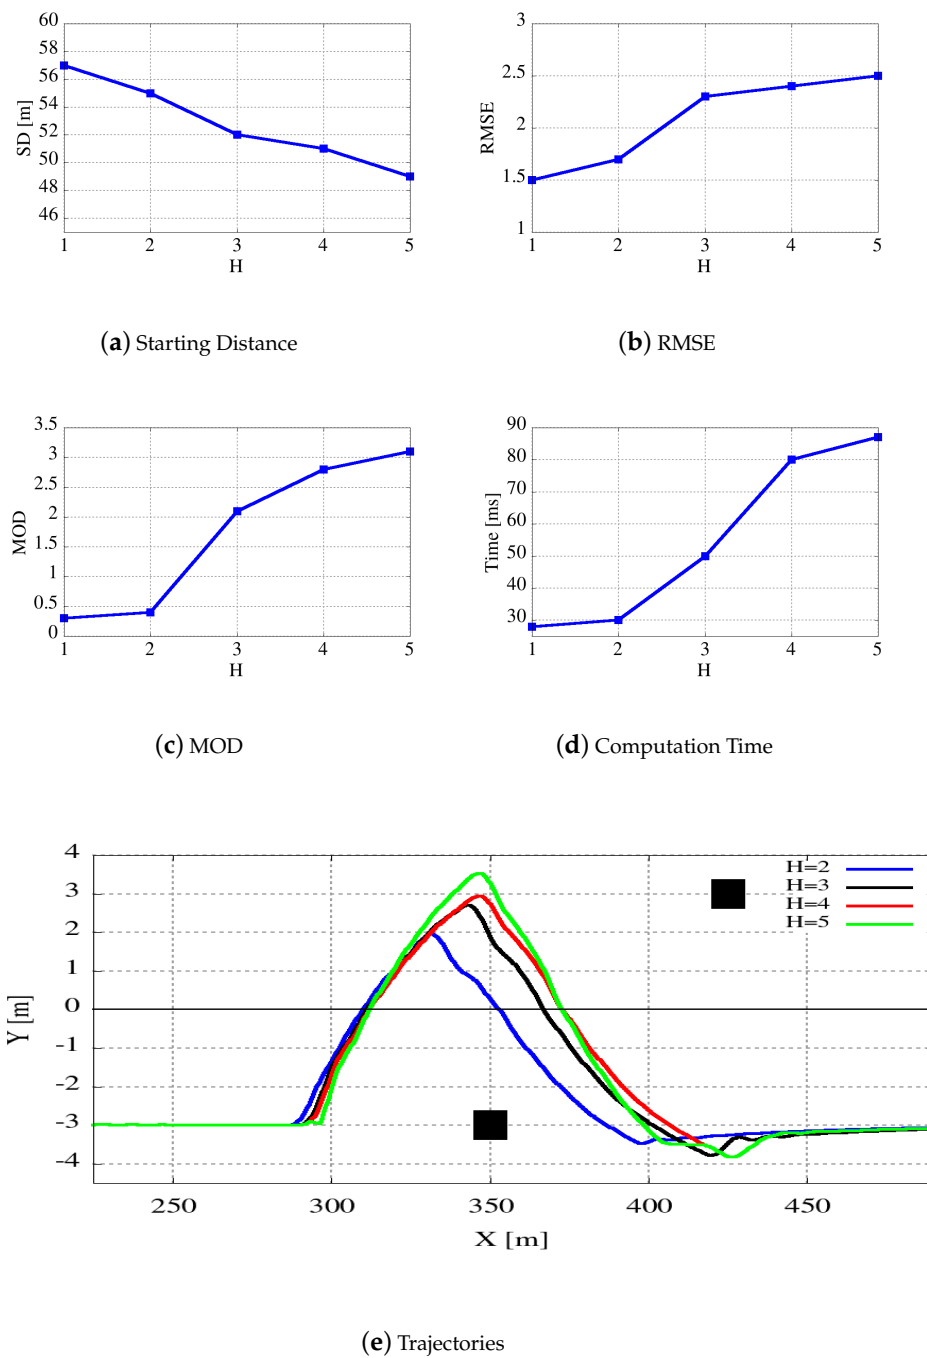 60
58
56
54
52
50
48
46
SD [m]
1 2 3 4 5
H
(a) Starting Distance
3
2.5
2
1.5
1
RMSE
1 2 3 4 5
H
(b) RMSE
3.5
3
2.5
2
1.5
1
0.5
0
MOD
1 2 3 4 5
H
(c) MOD
90
80
70
60
50
40
30
Time [ms]
1 2 3 4 5
H
(d) Computation Time
4
3
2
1
0
-1
-2
-3
-4
Y [m]
H=2
H=3
H=4
H=5
250 300 350 400 450
X [m]
(e) Trajectories